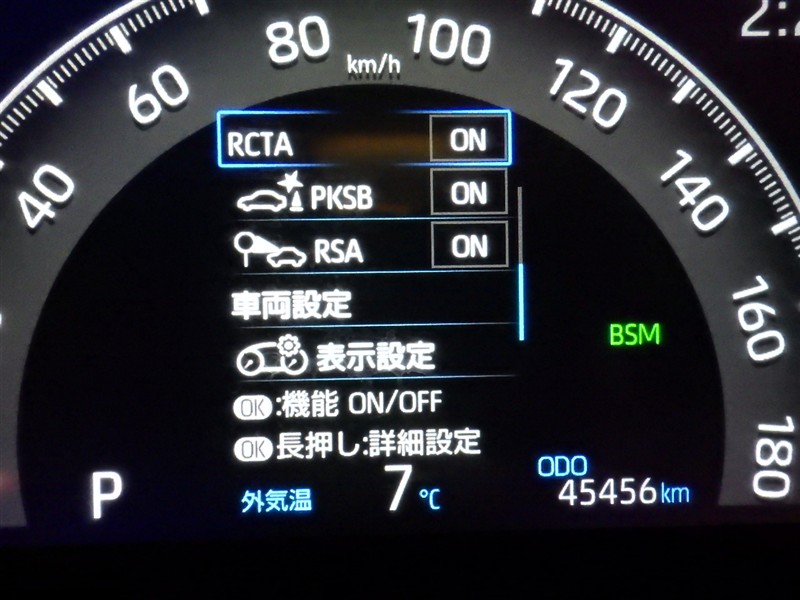 80 100
km/h
60 120
40 140
160
180
RCTA ON
PKSB ON
RSA ON
車両設定
BSM
表示設定
OK:機能 ON/OFF
OK長押し:詳細設定
P
外気温 7℃
ODO
45456km